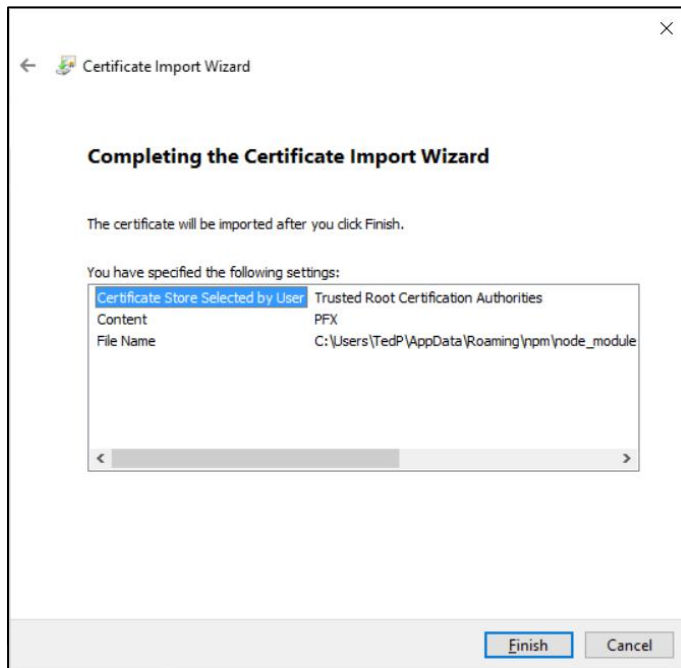 Certificate Import Wizard
Completing the Certificate Import Wizard
The certificate will be imported after you click Finish.
You have specified the following settings:
Certificate Store Selected by User Trusted Root Certification Authorities
Content PFX
File Name C:\Users\TedP\AppData\Roaming\npm\node_module
Finish Cancel